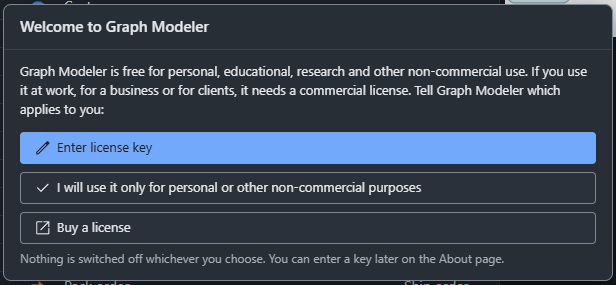 Welcome to Graph Modeler
Graph Modeler is free for personal, educational, research and other non-commercial use. If you use
it at work, for a business or for clients, it needs a commercial license. Tell Graph Modeler which
applies to you:
Enter license key
I will use it only for personal or other non-commercial purposes
Buy a license
Nothing is switched off whichever you choose. You can enter a key later on the About page.